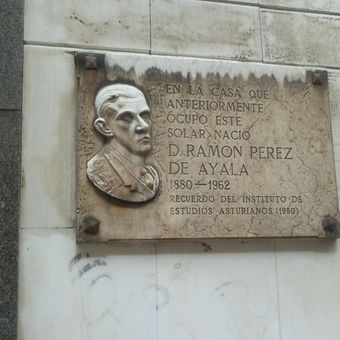 EN LA CASA QUE
ANTERIORMENTE
OCUPO ESTE
SOLAR, NACIO
D. RAMON PEREZ
DE AYALA
1880—1962
RECUERDO DEL INSTITUTO DE
ESTUDIOS ASTURIANOS (1980)